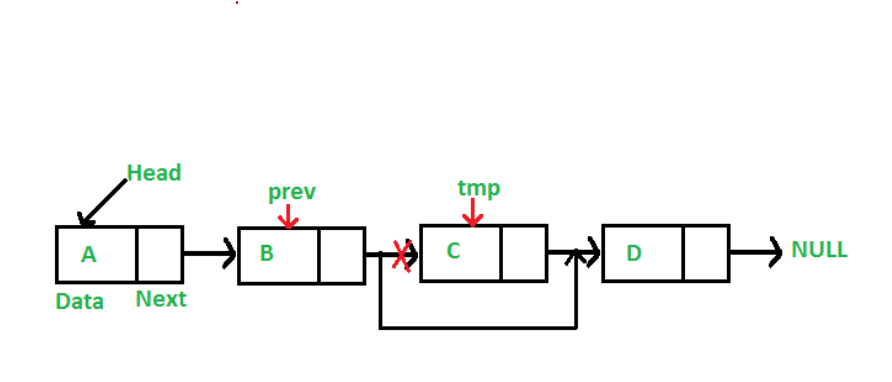 Head
prev
tmp
A
B
C
D
NULL
Data
Next